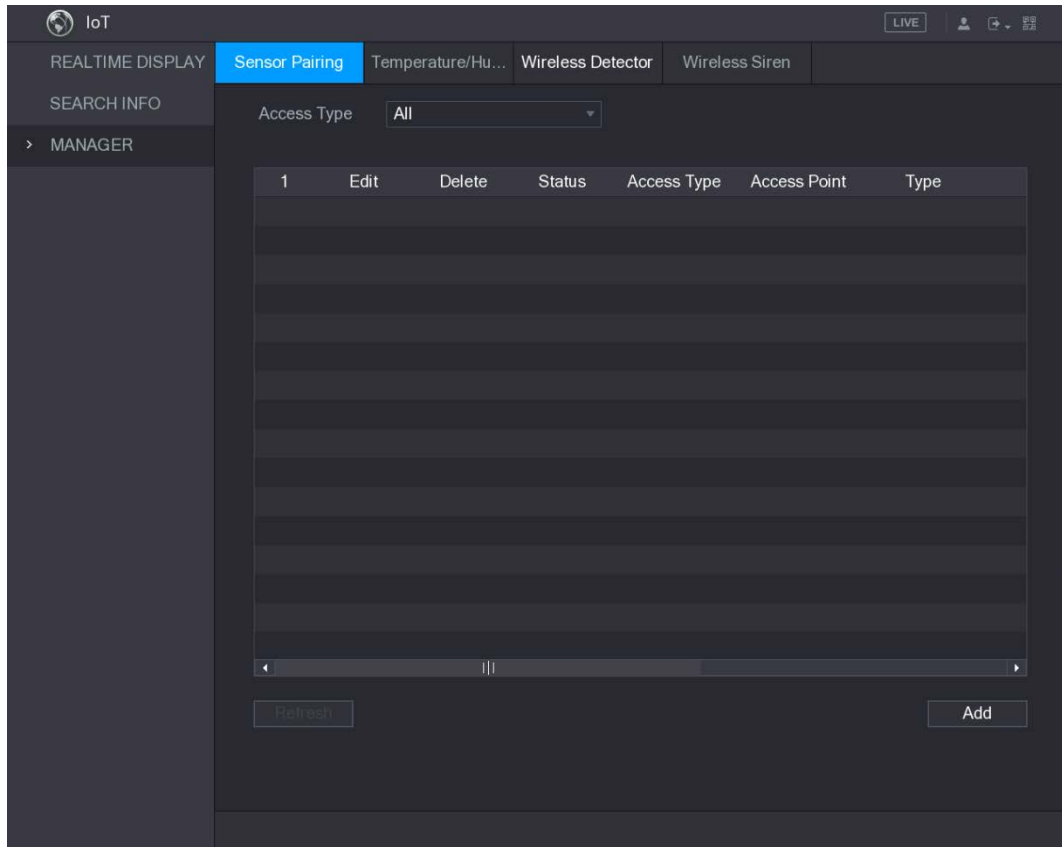 IoT LIVE
REALTIME DISPLAY
SEARCH INFO
MANAGER
Sensor Pairing Temperature/Hu... Wireless Detector Wireless Siren
Access Type All
1 Edit Delete Status Access Type Access Point Type
Refresh Add